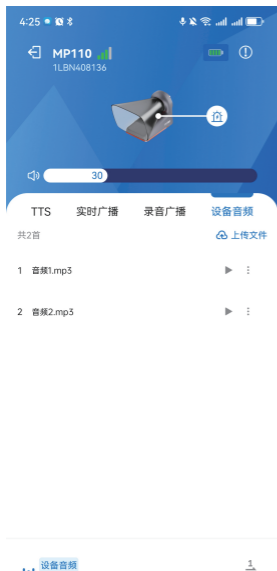 4:25
MP110
1LBN408136
30
TTS 实时广播 录音广播 设备音频
共2首 上传文件
1 音频1.mp3
2 音频2.mp3
设备音频 1